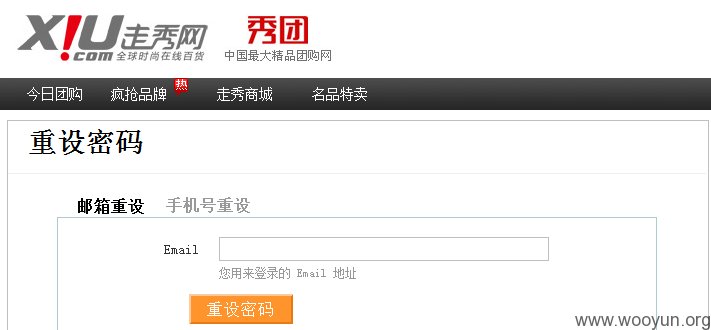 X!U.com 走秀网 全球时尚在线百货
秀团
中国最大精品团购网
今日团购 疯抢品牌 热 走秀商城 名品特卖
重设密码
邮箱重设 手机号重设
Email
您用来登录的 Email 地址
重设密码
www.wooyun.org